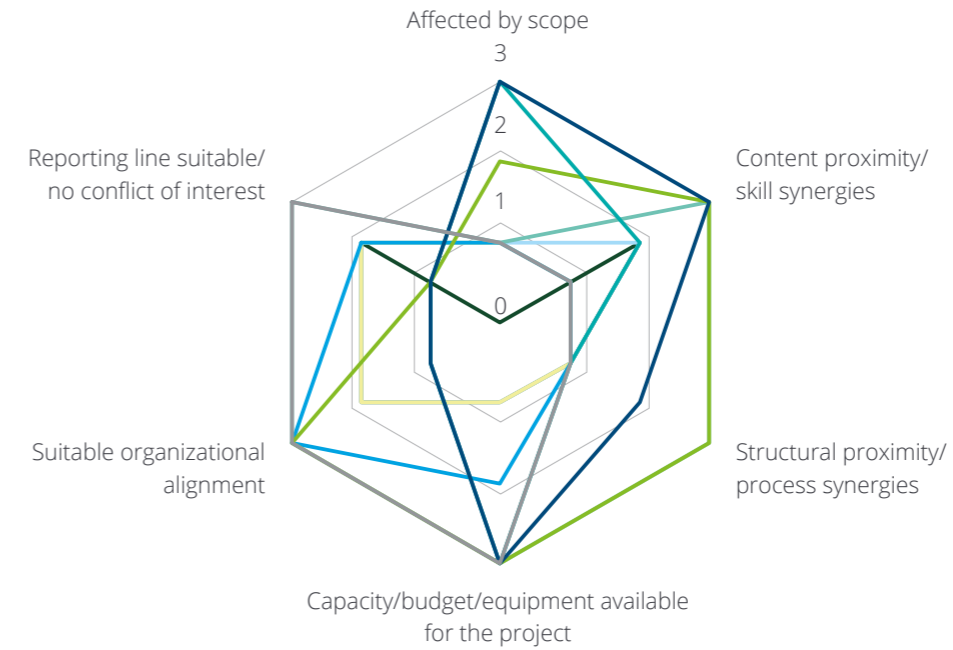 Affected by scope
3
2
1
0
Reporting line suitable/
no conflict of interest
Content proximity/
skill synergies
Suitable organizational
alignment
Structural proximity/
process synergies
Capacity/budget/equipment available
for the project